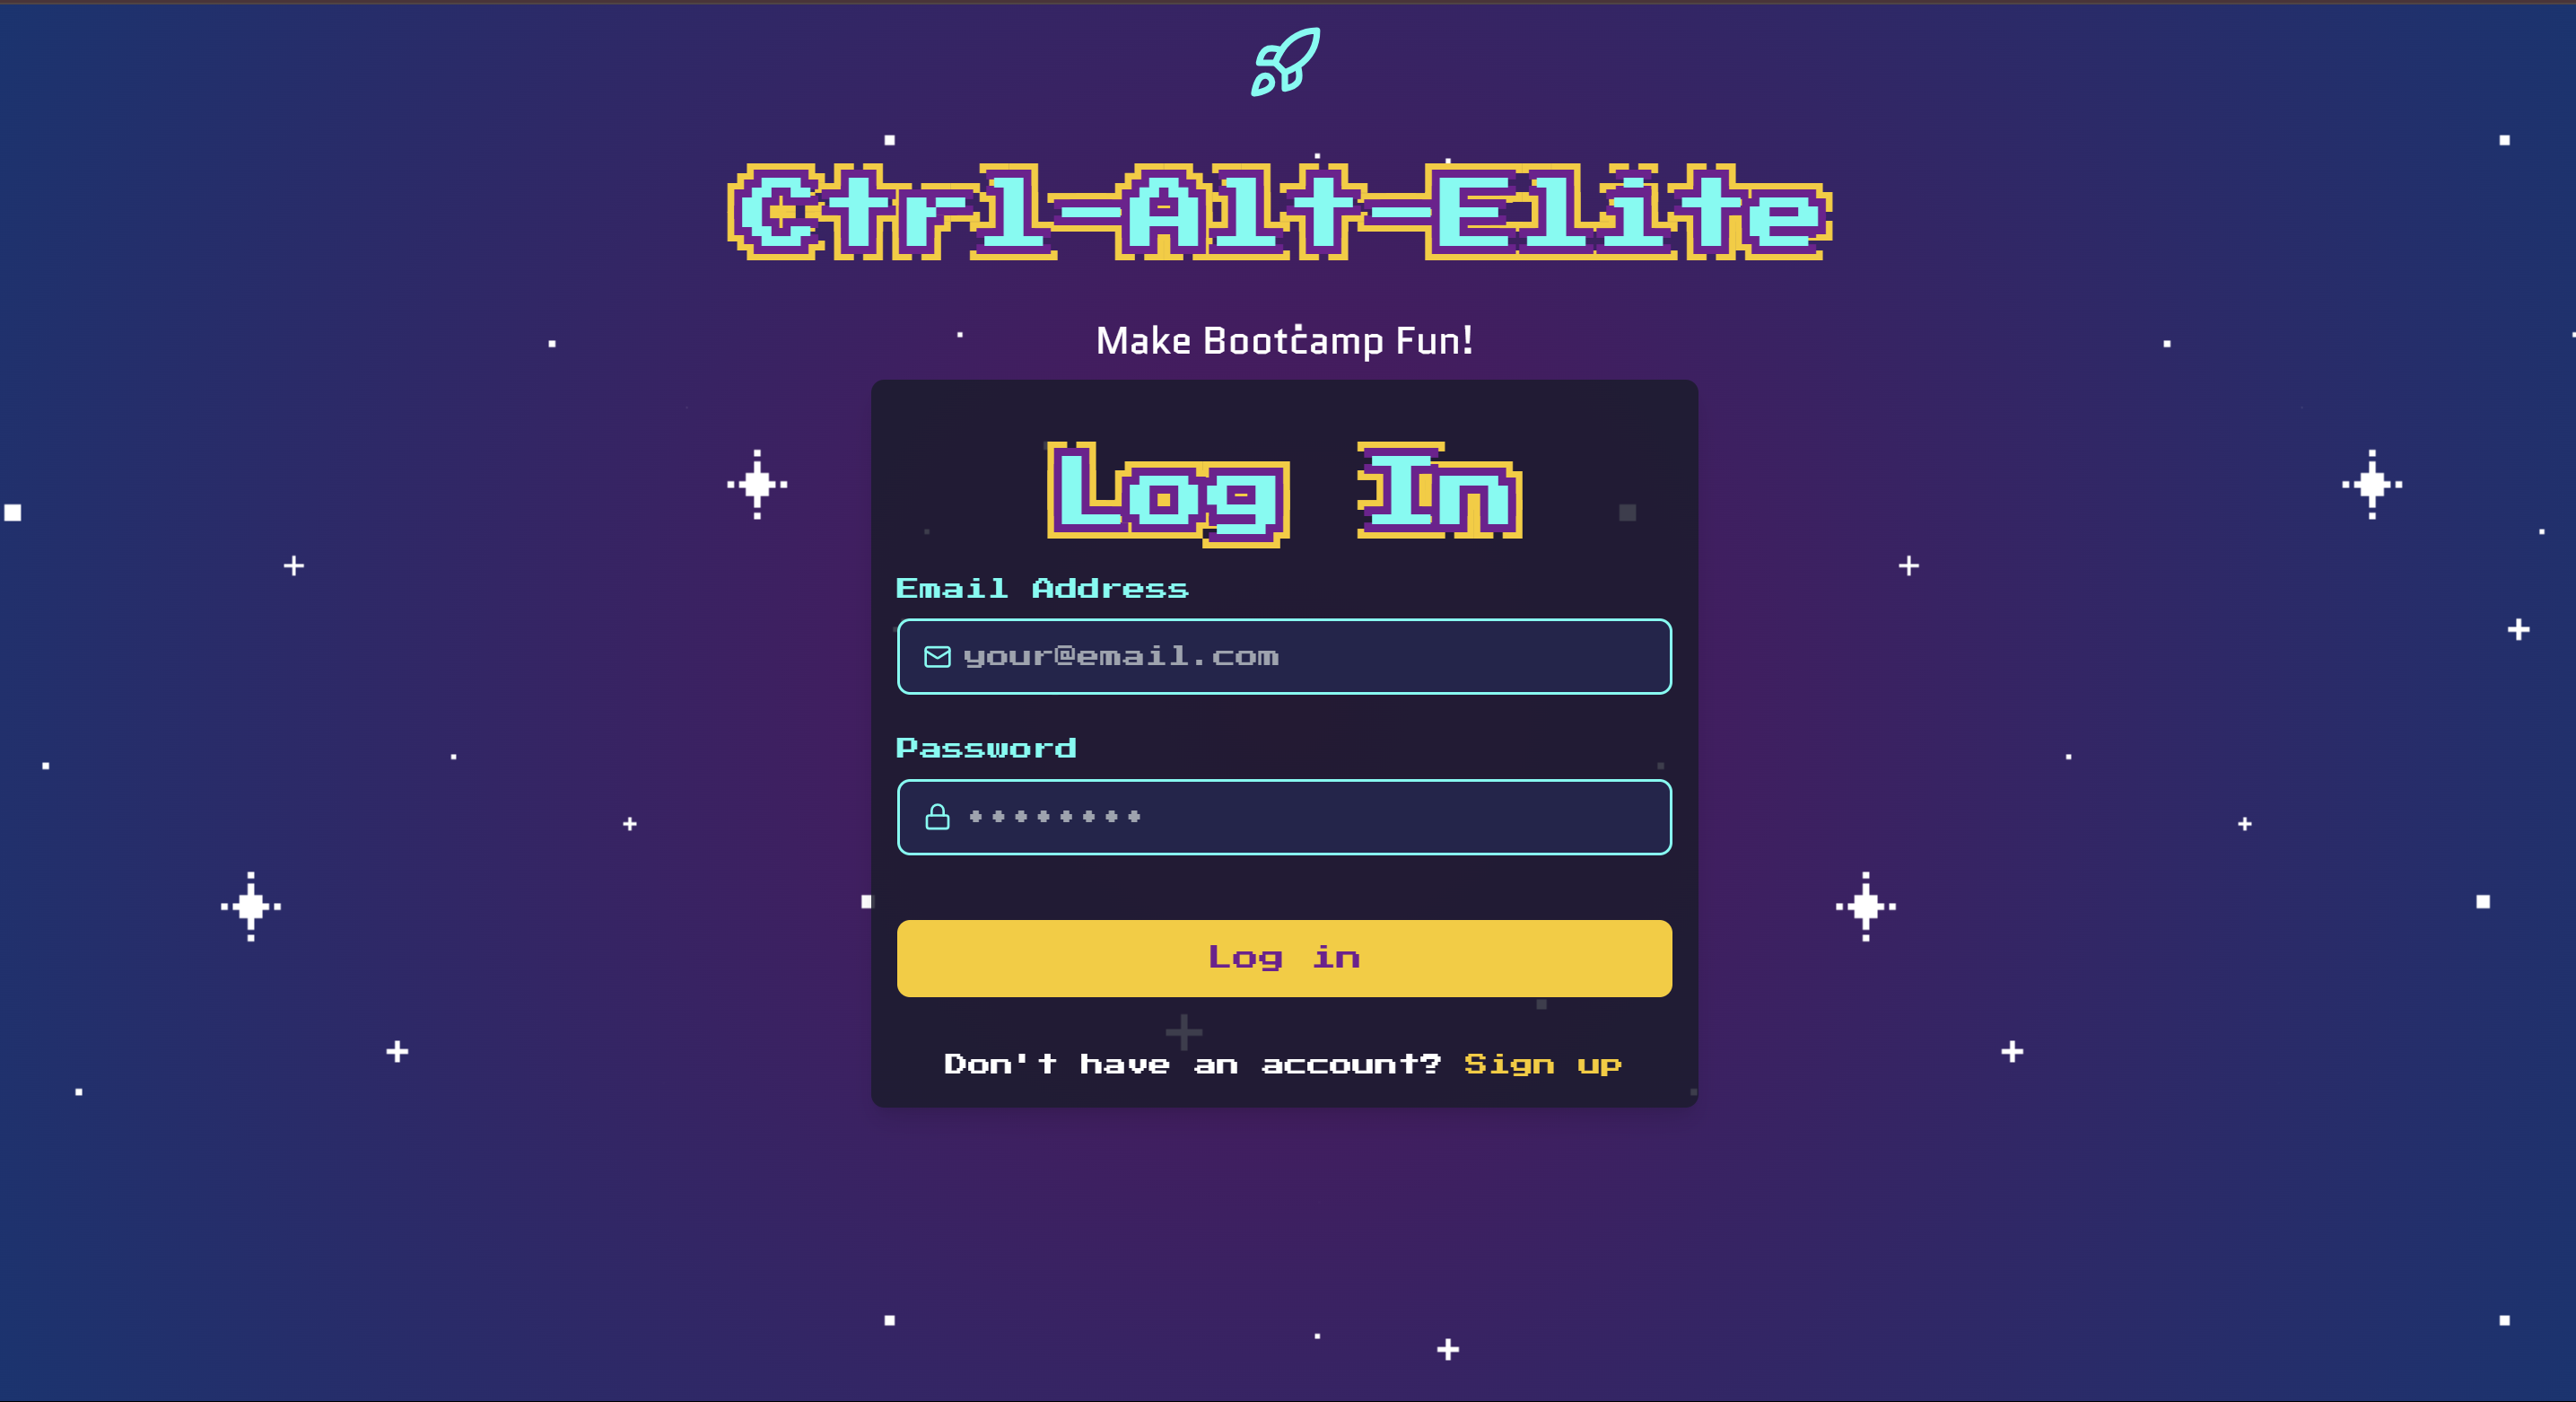 Ctrl-Alt-Elite
Make Bootcamp Fun!
Log In
Email Address
your@email.com
Password
••••••••
Log in
Don't have an account? Sign up